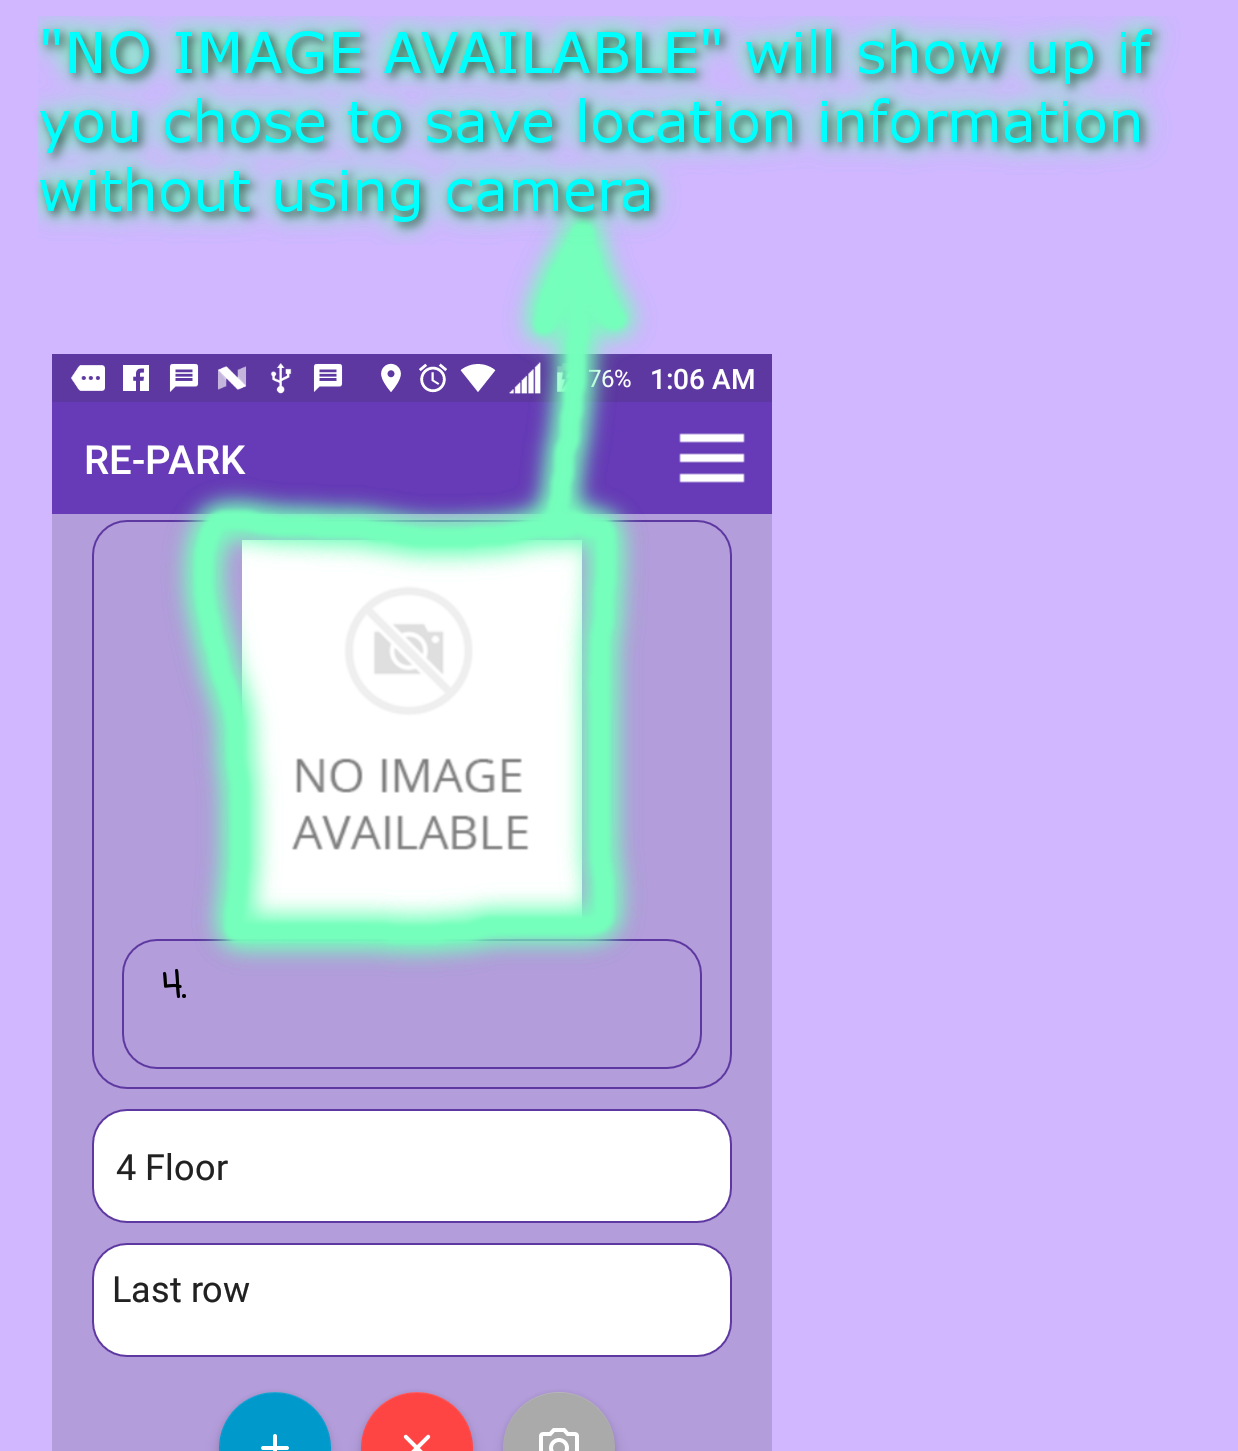 "NO IMAGE AVAILABLE" will show up if
you chose to save location information
without using camera
76% 1:06 AM
RE-PARK
NO IMAGE
AVAILABLE
4.
4 Floor
Last row